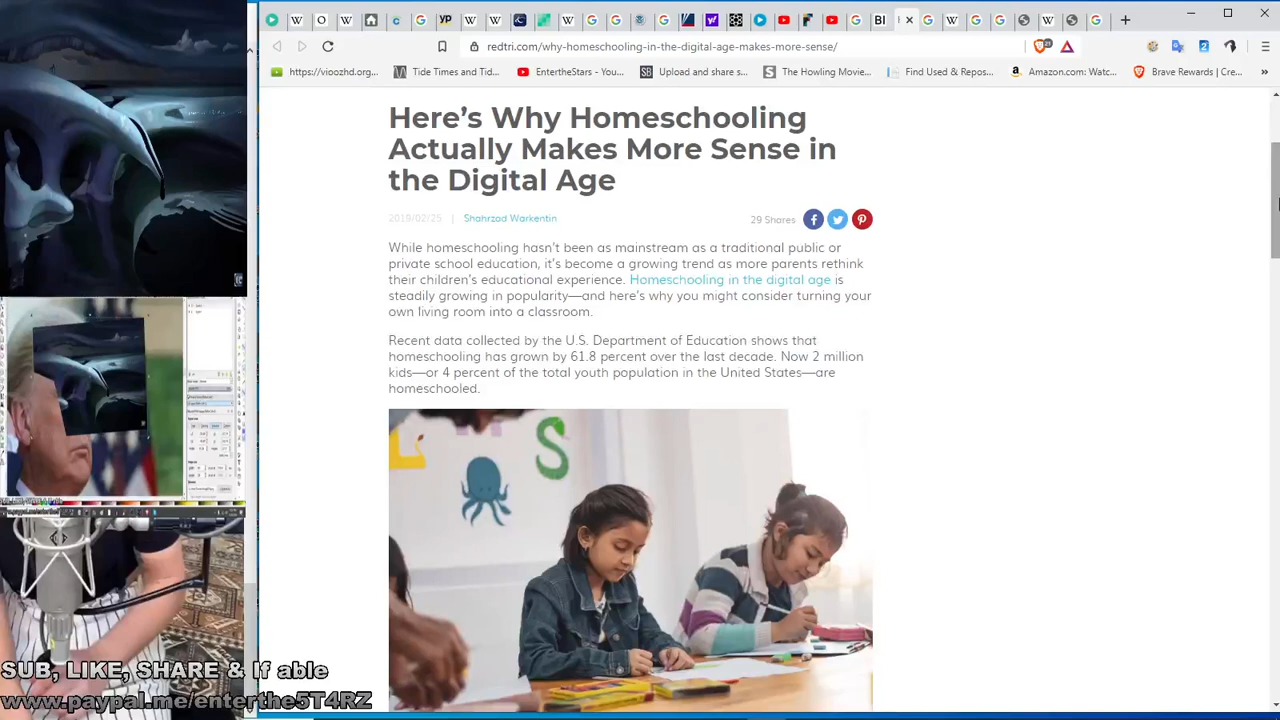 redtri.com/why-homeschooling-in-the-digital-age-makes-more-sense/
https://viooz​hd.org...
Tide Times and Tid...
EntertheStars - You...
Upload and share s...
The Howling Movie...
Find Used & Repos...
Amazon.com: Watc...
Brave Rewards | Cre...
»
Here's Why Homeschooling
Actually Makes More Sense in
the Digital Age
2019/02/25 | Shahrzod Warkentin
29 Shares
While homeschooling hasn't been as mainstream as a traditional public or
private school education, it's become a growing trend as more parents rethink
their children's educational experience. Homeschooling in the digital age is
steadily growing in popularity—and here's why you might consider turning your
own living room into a classroom.
Recent data collected by the U.S. Department of Education shows that
homeschooling has grown by 61.8 percent over the last decade. Now 2 million
kids—or 4 percent of the total youth population in the United States—are
homeschooled.
S
SUB, LIKE, SHARE & If able
www.paypal.me/enterthe5T4RZ